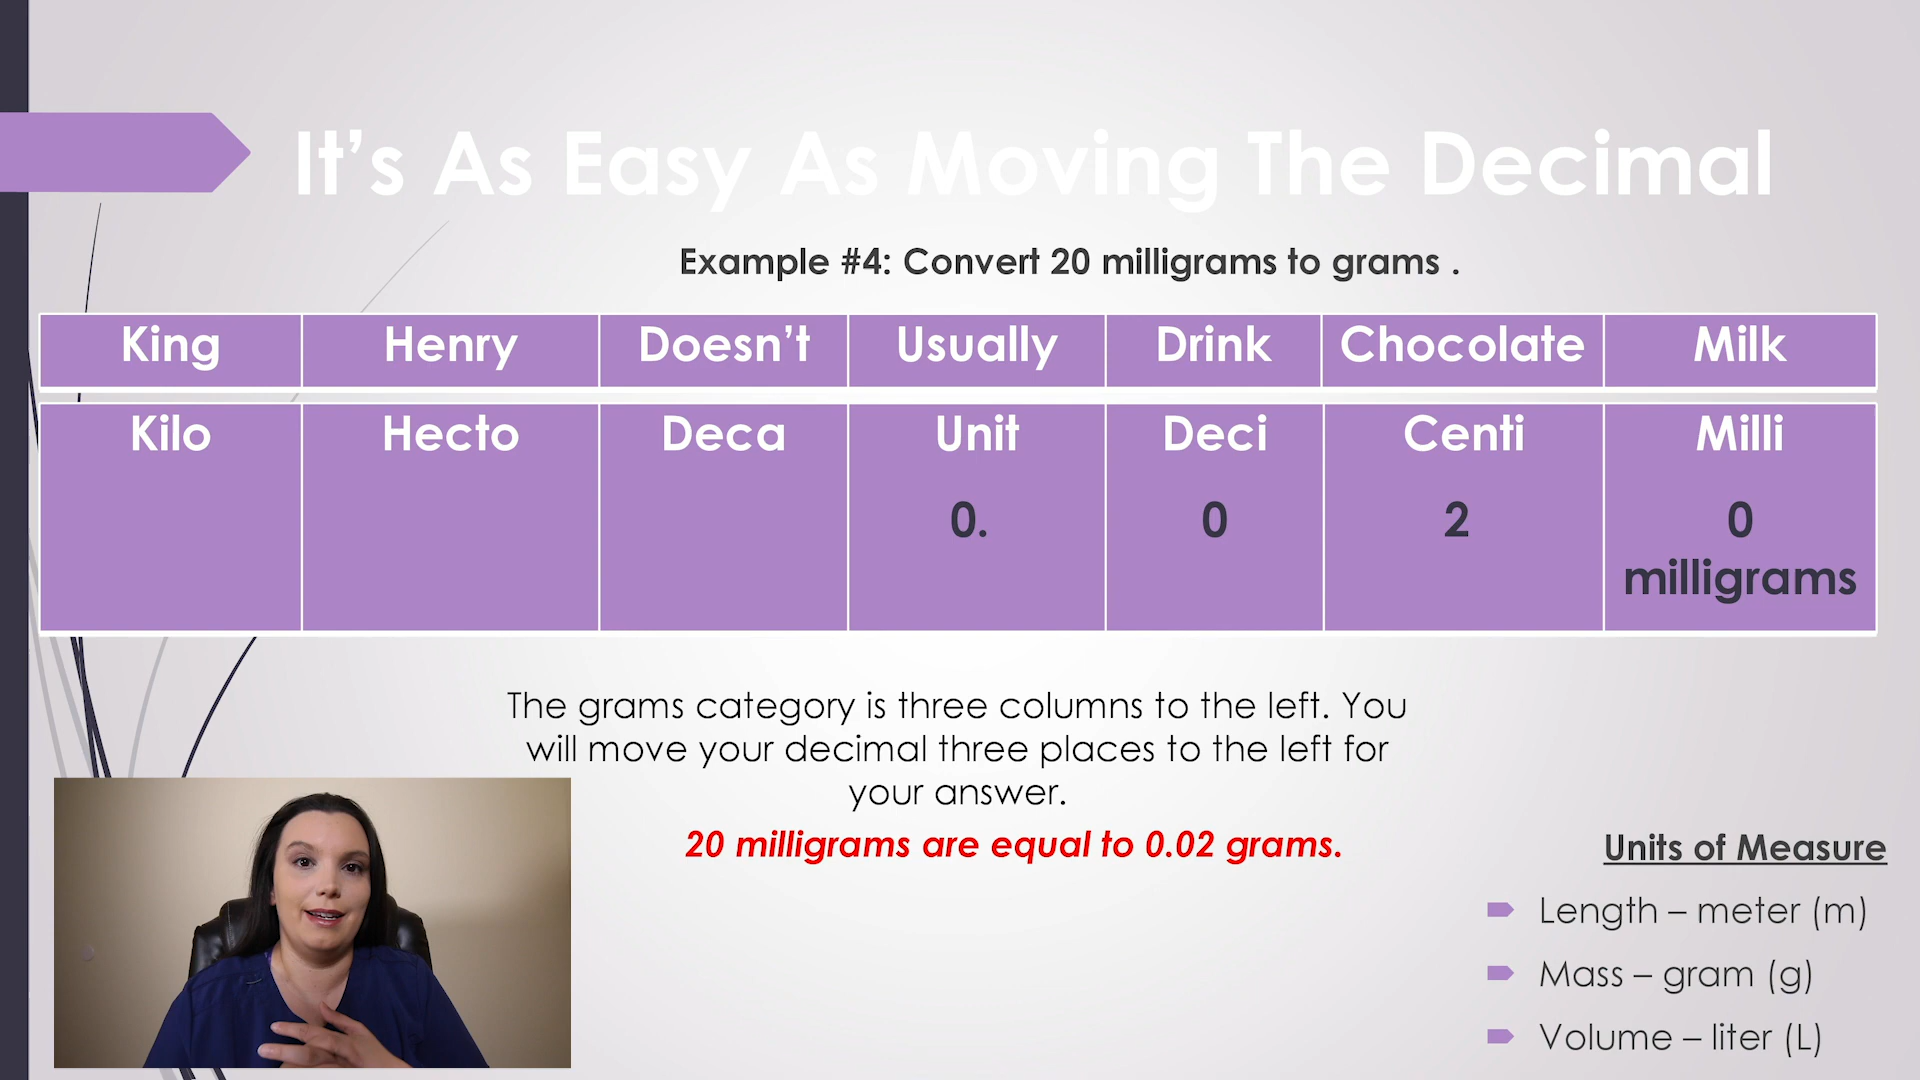 It's As Easy As Moving The Decimal
Example #4: Convert 20 milligrams to grams .
King Henry Doesn't Usually Drink Chocolate Milk
Kilo Hecto Deca Unit Deci Centi Milli
0. 0 2 0
milligrams
The grams category is three columns to the left. You
will move your decimal three places to the left for
your answer.
20 milligrams are equal to 0.02 grams.
Units of Measure
Length – meter (m)
Mass – gram (g)
Volume – liter (L)